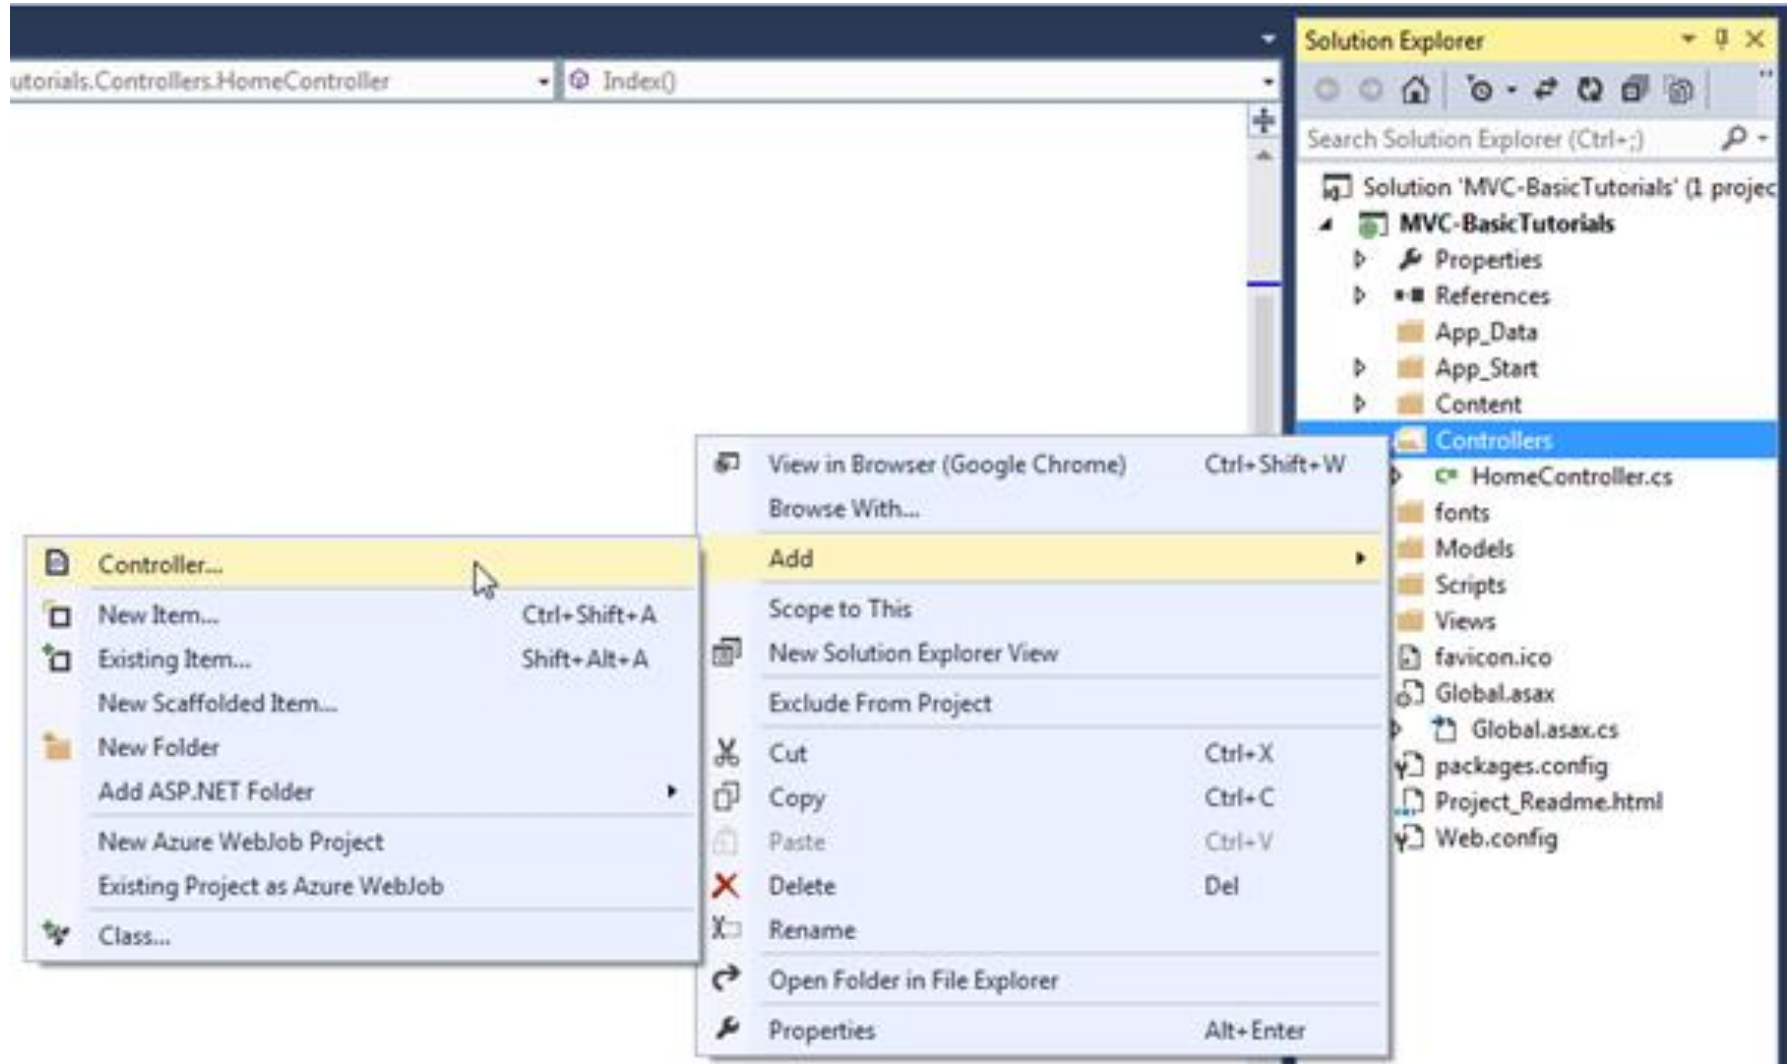 utorials.Controllers.HomeController
Index()
Solution Explorer
Search Solution Explorer (Ctrl+;)
Solution 'MVC-BasicTutorials' (1 projec
MVC-BasicTutorials
Properties
References
App_Data
App_Start
Content
Controllers
C# HomeController.cs
fonts
Models
Scripts
Views
favicon.ico
Global.asax
Global.asax.cs
packages.config
Project_Readme.html
Web.config
View in Browser (Google Chrome) Ctrl+Shift+W
Browse With...
Add
Scope to This
New Solution Explorer View
Exclude From Project
Cut Ctrl+X
Copy Ctrl+C
Paste Ctrl+V
Delete Del
Rename
Open Folder in File Explorer
Properties Alt+Enter
Controller...
New Item... Ctrl+Shift+A
Existing Item... Shift+Alt+A
New Scaffolded Item...
New Folder
Add ASP.NET Folder
New Azure WebJob Project
Existing Project as Azure WebJob
Class...